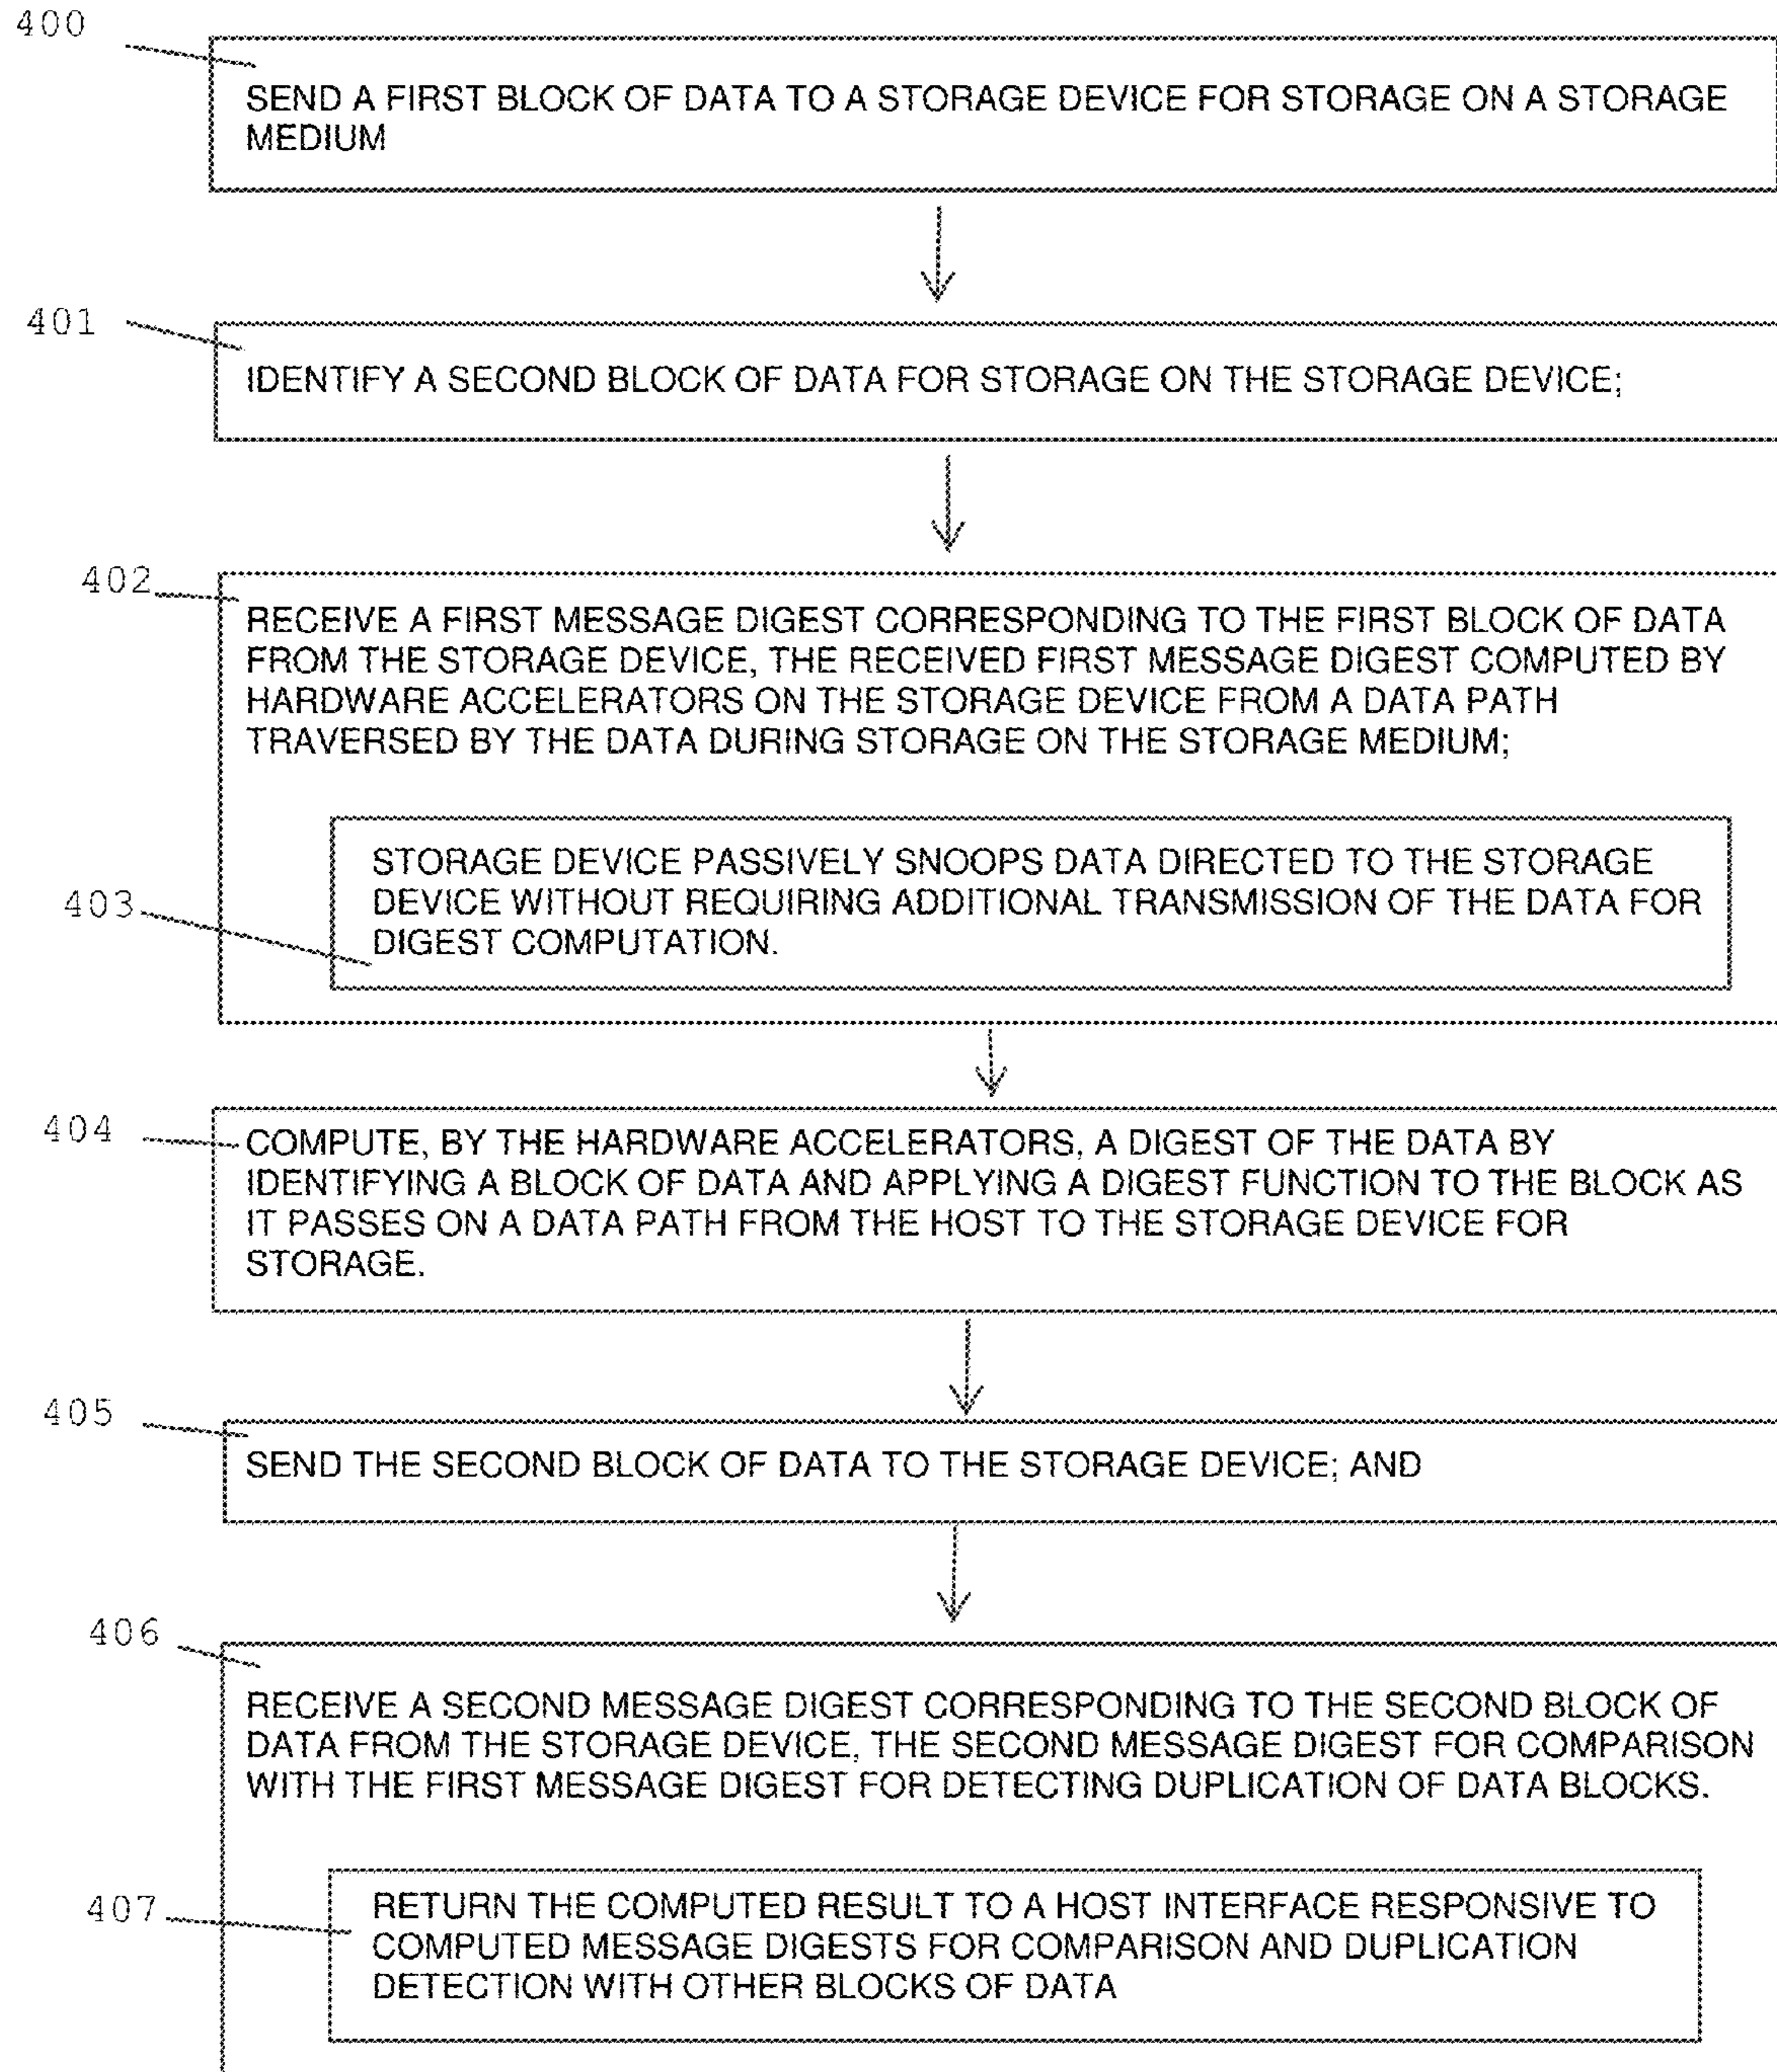 400
SEND A FIRST BLOCK OF DATA TO A STORAGE DEVICE FOR STORAGE ON A STORAGE
MEDIUM
401
IDENTIFY A SECOND BLOCK OF DATA FOR STORAGE ON THE STORAGE DEVICE;
402
RECEIVE A FIRST MESSAGE DIGEST CORRESPONDING TO THE FIRST BLOCK OF DATA
FROM THE STORAGE DEVICE, THE RECEIVED FIRST MESSAGE DIGEST COMPUTED BY
HARDWARE ACCELERATORS ON THE STORAGE DEVICE FROM A DATA PATH
TRAVERSED BY THE DATA DURING STORAGE ON THE STORAGE MEDIUM;
403
STORAGE DEVICE PASSIVELY SNOOPS DATA DIRECTED TO THE STORAGE
DEVICE WITHOUT REQUIRING ADDITIONAL TRANSMISSION OF THE DATA FOR
DIGEST COMPUTATION.
404
COMPUTE, BY THE HARDWARE ACCELERATORS, A DIGEST OF THE DATA BY
IDENTIFYING A BLOCK OF DATA AND APPLYING A DIGEST FUNCTION TO THE BLOCK AS
IT PASSES ON A DATA PATH FROM THE HOST TO THE STORAGE DEVICE FOR
STORAGE.
405
SEND THE SECOND BLOCK OF DATA TO THE STORAGE DEVICE; AND
406
RECEIVE A SECOND MESSAGE DIGEST CORRESPONDING TO THE SECOND BLOCK OF
DATA FROM THE STORAGE DEVICE, THE SECOND MESSAGE DIGEST FOR COMPARISON
WITH THE FIRST MESSAGE DIGEST FOR DETECTING DUPLICATION OF DATA BLOCKS.
407
RETURN THE COMPUTED RESULT TO A HOST INTERFACE RESPONSIVE TO
COMPUTED MESSAGE DIGESTS FOR COMPARISON AND DUPLICATION
DETECTION WITH OTHER BLOCKS OF DATA